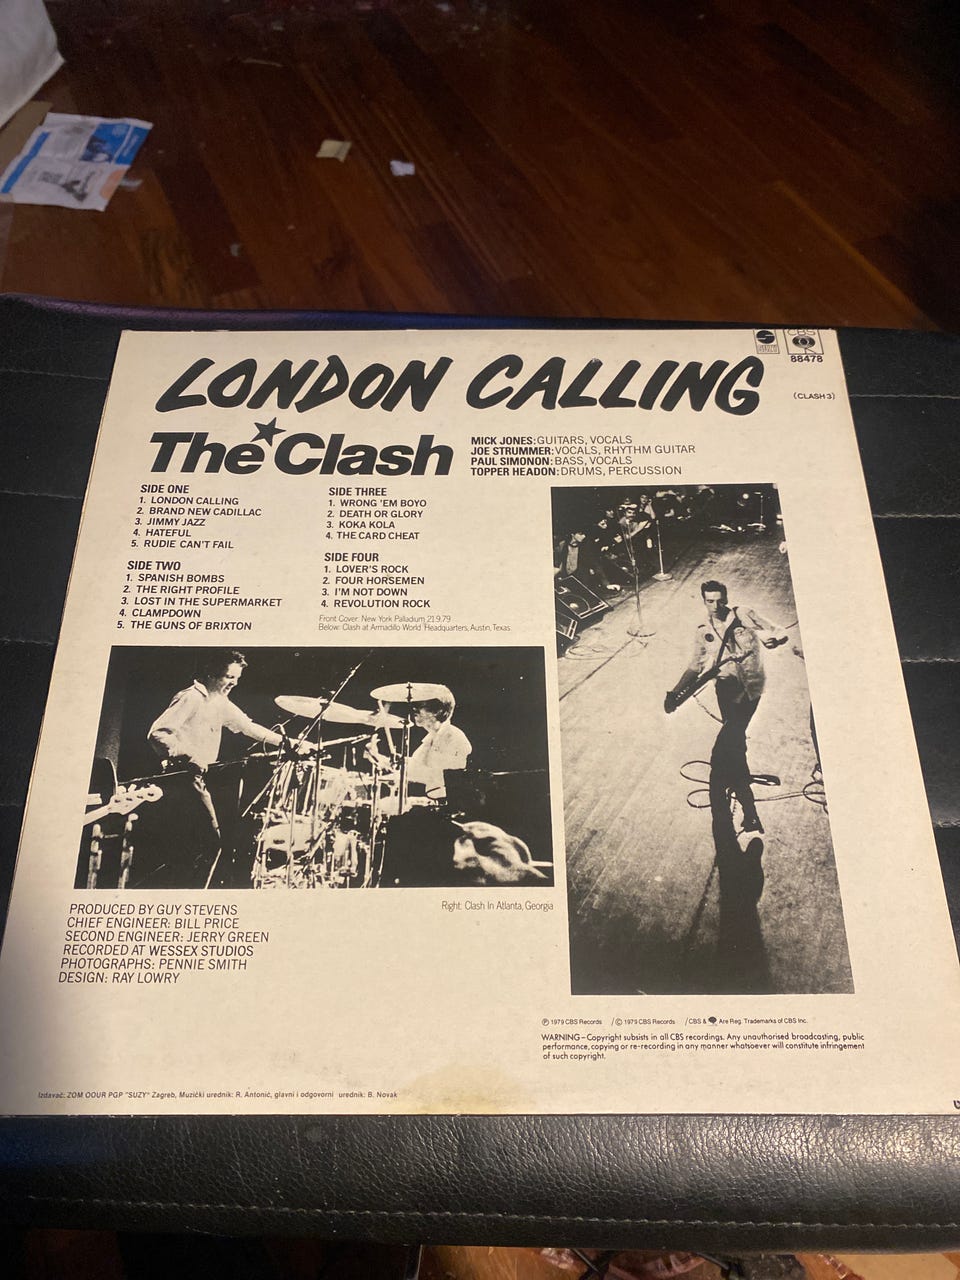 LONDON CALLING
CBS
88478
(CLASH 3)
The Clash
MICK JONES: GUITARS, VOCALS
JOE STRUMMER: VOCALS, RHYTHM GUITAR
PAUL SIMONON: BASS, VOCALS
TOPPER HEADON: DRUMS, PERCUSSION
SIDE ONE
1. LONDON CALLING
2. BRAND NEW CADILLAC
3. JIMMY JAZZ
4. HATEFUL
5. RUDIE CAN'T FAIL
SIDE TWO
1. SPANISH BOMBS
2. THE RIGHT PROFILE
3. LOST IN THE SUPERMARKET
4. CLAMPDOWN
5. THE GUNS OF BRIXTON
SIDE THREE
1. WRONG 'EM BOYO
2. DEATH OR GLORY
3. KOKA KOLA
4. THE CARD CHEAT
SIDE FOUR
1. LOVER'S ROCK
2. FOUR HORSEMEN
3. I'M NOT DOWN
4. REVOLUTION ROCK
Front Cover: New York Palladium 21.9.79
Below: Clash at Armadillo World Headquarters, Austin, Texas.
Right: Clash In Atlanta, Georgia
PRODUCED BY GUY STEVENS
CHIEF ENGINEER: BILL PRICE
SECOND ENGINEER: JERRY GREEN
RECORDED AT WESSEX STUDIOS
PHOTOGRAPHS: PENNIE SMITH
DESIGN: RAY LOWRY
℗ 1979 CBS Records / © 1979 CBS Records / CBS & Are Reg. Trademarks of CBS Inc.
WARNING – Copyright subsists in all CBS recordings. Any unauthorised broadcasting, public
performance, copying or re-recording in any manner whatsoever will constitute infringement
of such copyright.
Izdavač: ZOM OOUR PGP "SUZY" Zagreb, Muzički urednik: R. Antonić, glavni i odgovorni urednik: B. Novak